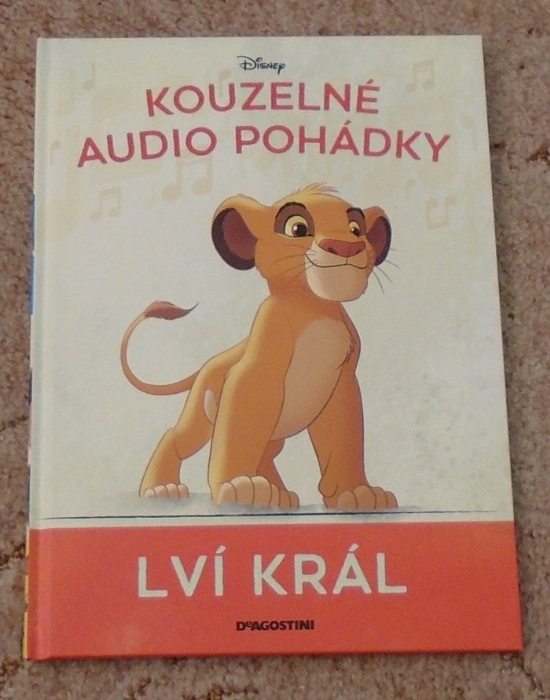 Disney
KOUZELNÉ
AUDIO POHÁDKY
LVÍ KRÁL
DeAGOSTINI